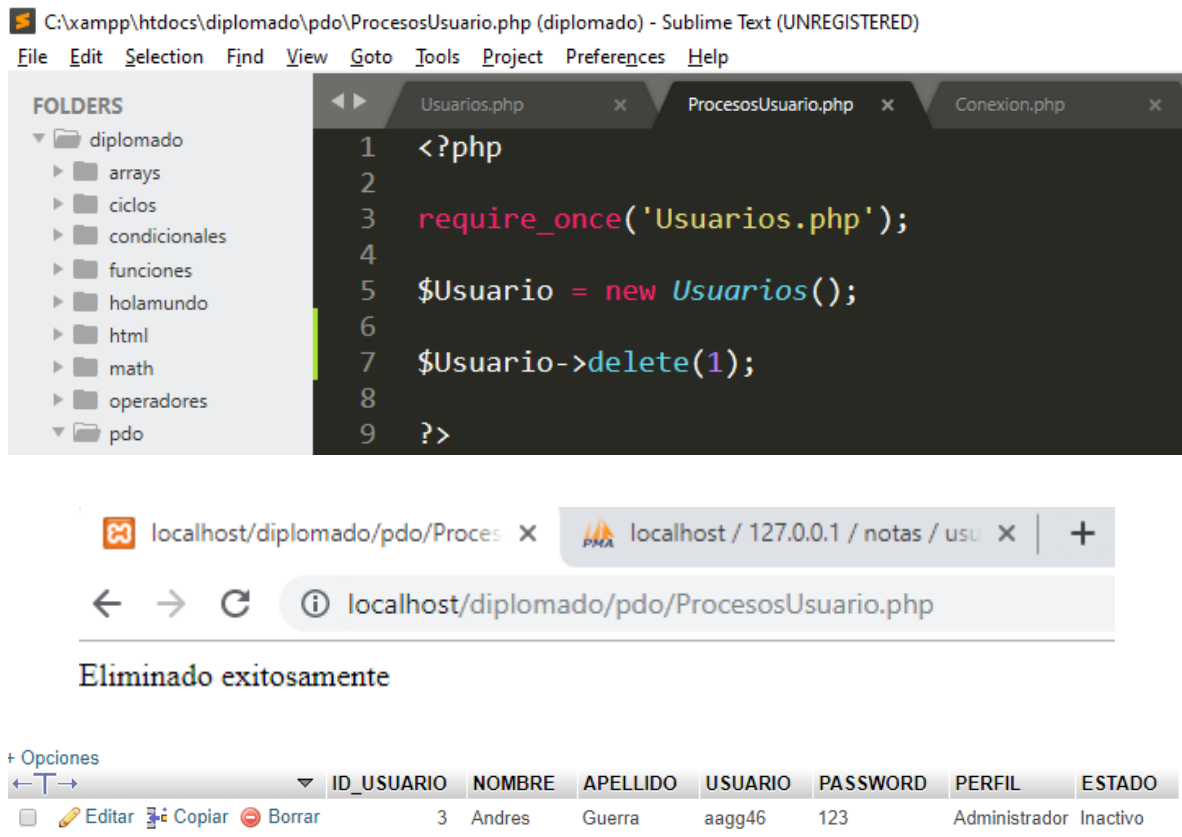 C:\xampp\htdocs\diplomado\pdo\ProcesosUsuario.php (diplomado) - Sublime Text (UNREGISTERED)
File Edit Selection Find View Goto Tools Project Preferences Help
FOLDERS
diplomado
arrays
ciclos
condicionales
funciones
holamundo
html
math
operadores
pdo
Usuarios.php × ProcesosUsuario.php × Conexion.php ×
1 <?php
2
3 require_once('Usuarios.php');
4
5 $Usuario = new Usuarios();
6
7 $Usuario->delete(1);
8
9 ?>
localhost/diplomado/pdo/Proces × PMA localhost / 127.0.0.1 / notas / usu × +
localhost/diplomado/pdo/ProcesosUsuario.php
Eliminado exitosamente
+ Opciones
←T→ ID_USUARIO NOMBRE APELLIDO USUARIO PASSWORD PERFIL ESTADO
Editar Copiar Borrar 3 Andres Guerra aagg46 123 Administrador Inactivo